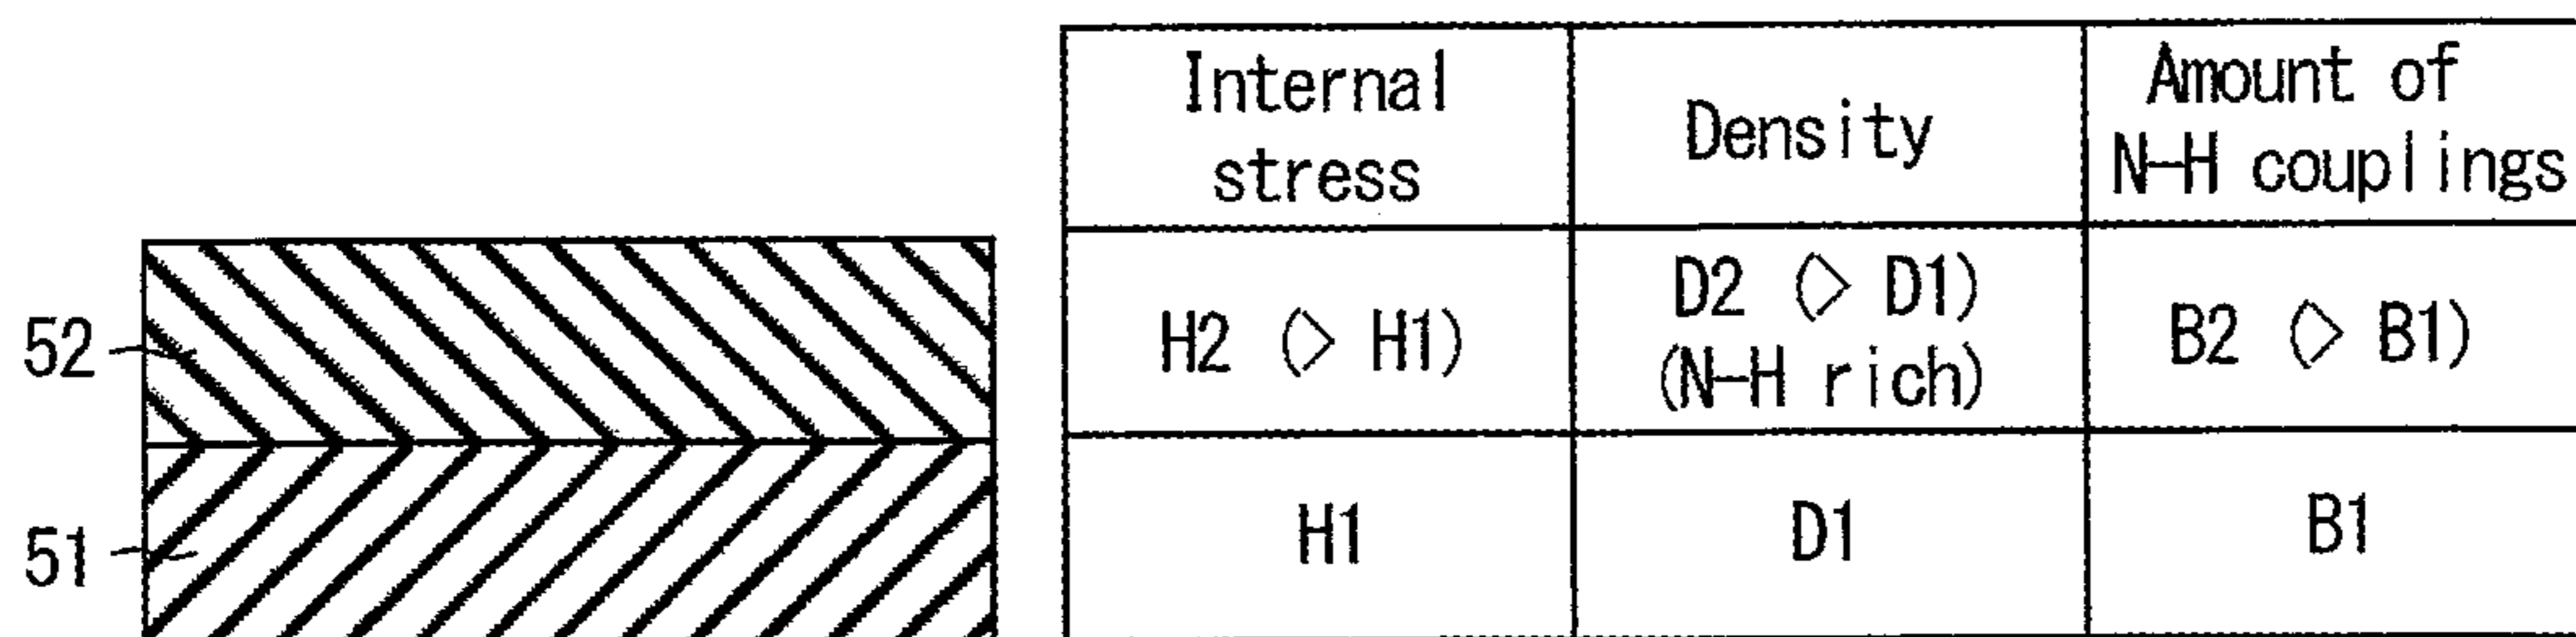 Internal
stress
Density
Amount of
N-H couplings
52
H2 (> H1)
D2 (> D1)
(N-H rich)
B2 (> B1)
51
H1
D1
B1